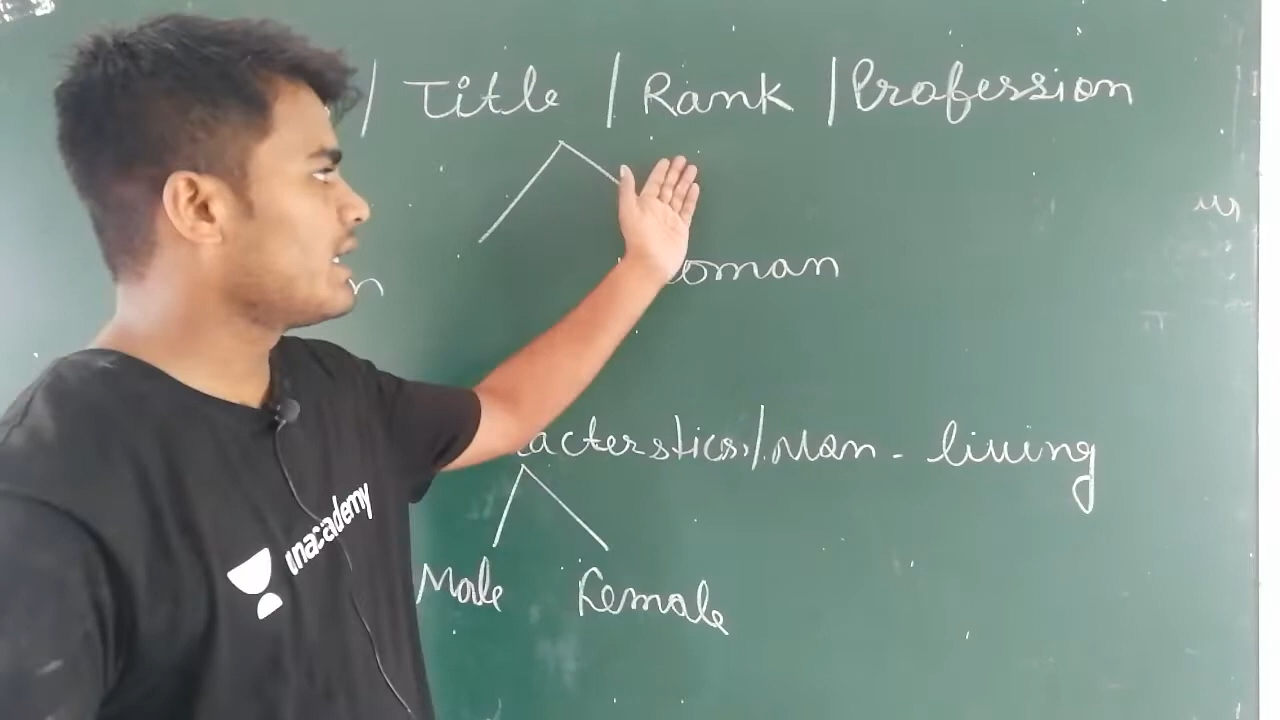 / Title / Rank / Profession
oman
acterstics / Non - living
Male Female
unacademy